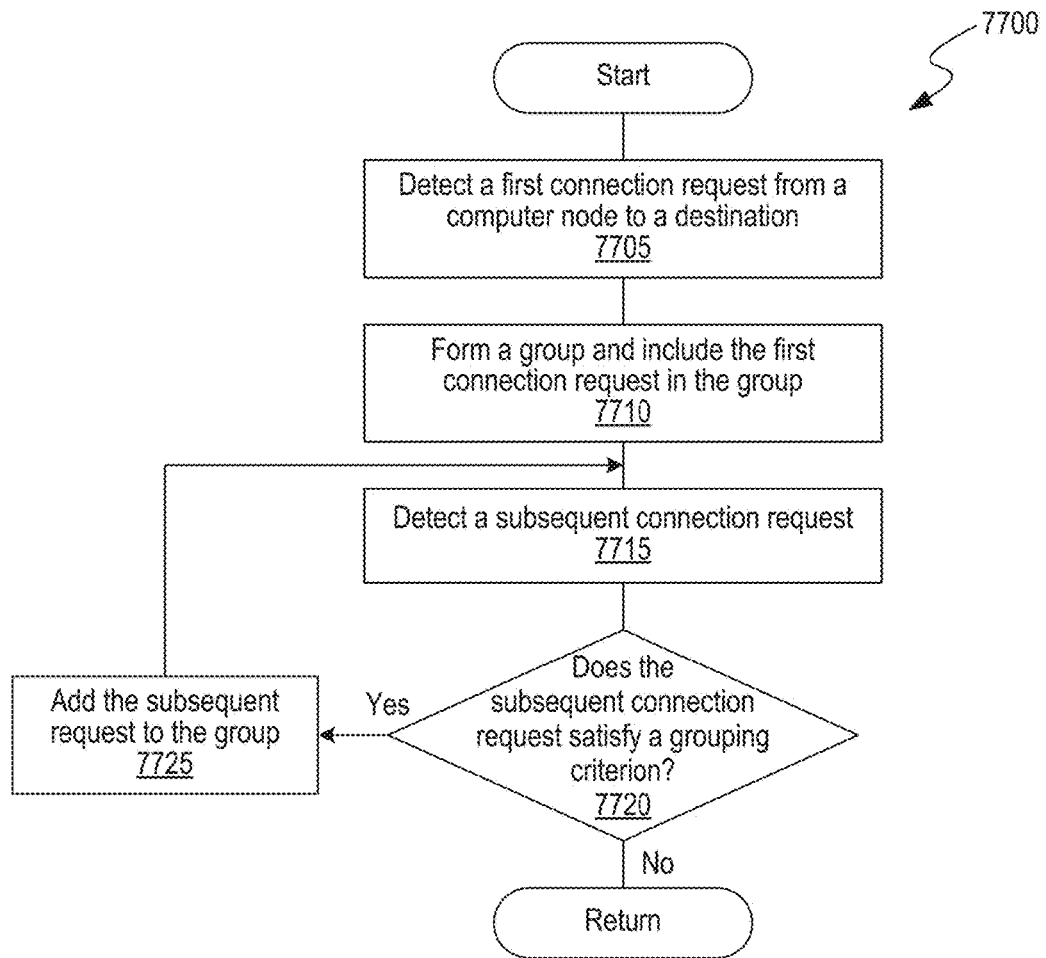 7700
Start
Detect a first connection request from a
computer node to a destination
7705
Form a group and include the first
connection request in the group
7710
Detect a subsequent connection request
7715
Does the
subsequent connection
request satisfy a grouping
criterion?
7720
Yes
Add the subsequent
request to the group
7725
No
Return